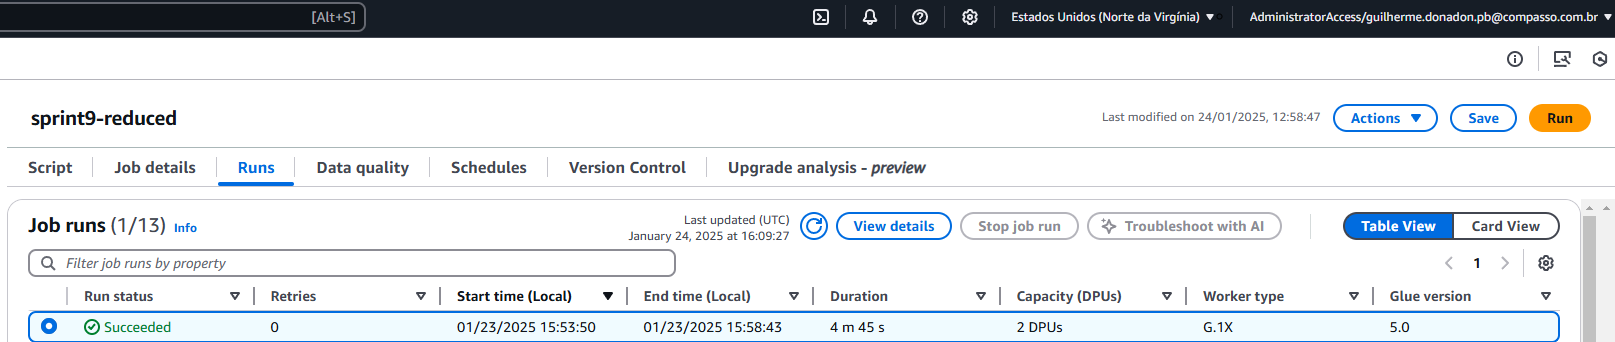 [Alt+S]
Estados Unidos (Norte da Virgínia)
AdministratorAccess/guilherme.donadon.pb@compasso.com.br
sprint9-reduced
Last modified on 24/01/2025, 12:58:47
Actions
Save
Run
Script
Job details
Runs
Data quality
Schedules
Version Control
Upgrade analysis - preview
Job runs (1/13) Info
Last updated (UTC)
January 24, 2025 at 16:09:27
View details
Stop job run
Troubleshoot with AI
Table View
Card View
Filter job runs by property
1
Run status
Retries
Start time (Local)
End time (Local)
Duration
Capacity (DPUs)
Worker type
Glue version
Succeeded
0
01/23/2025 15:53:50
01/23/2025 15:58:43
4 m 45 s
2 DPUs
G.1X
5.0